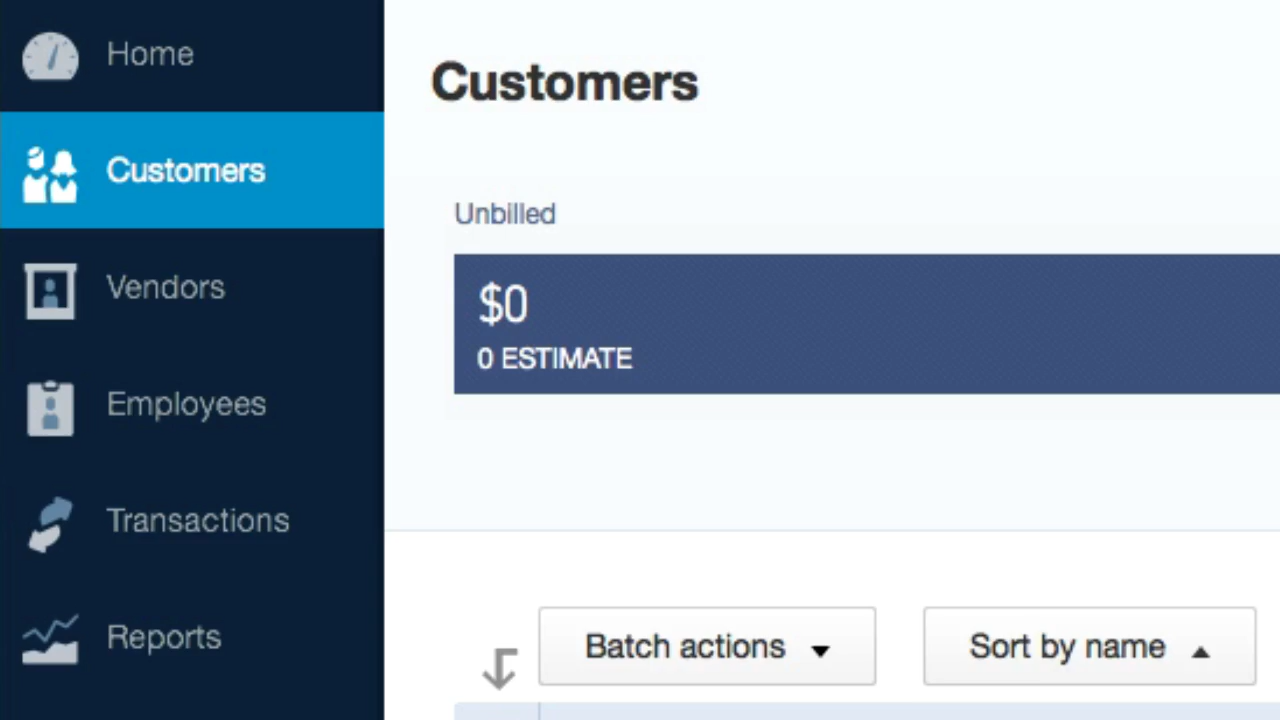 Home
Customers
Vendors
Employees
Transactions
Reports
Customers
Unbilled
$0
0 ESTIMATE
Batch actions
Sort by name